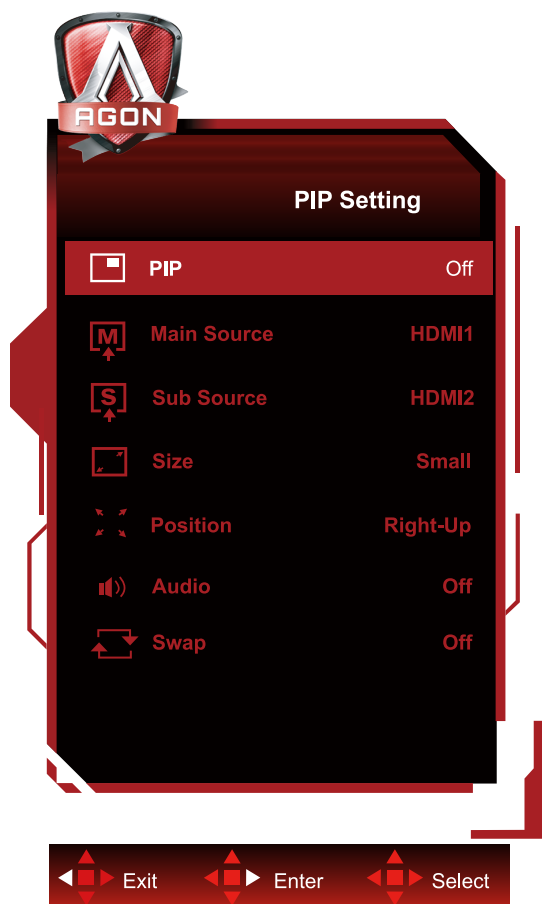 AGON
PIP Setting
PIP Off
M Main Source HDMI1
S Sub Source HDMI2
Size Small
Position Right-Up
Audio Off
Swap Off
Exit Enter Select